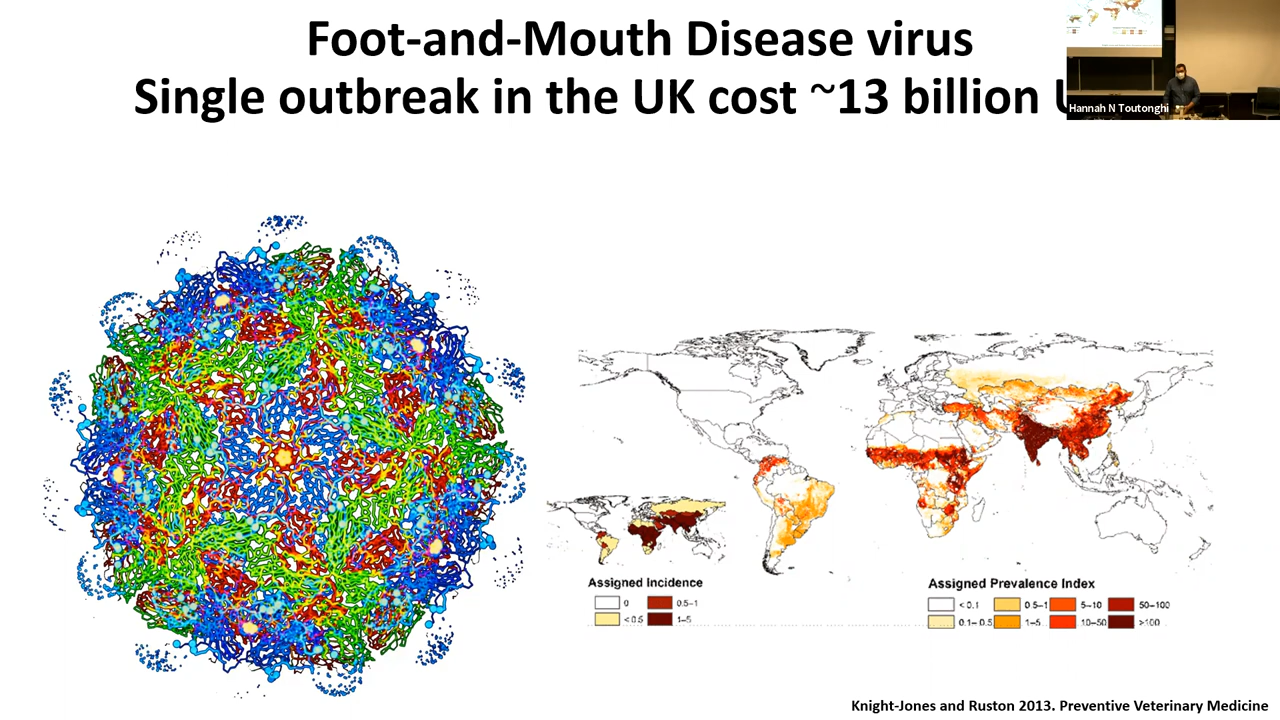 Foot-and-Mouth Disease virus
Single outbreak in the UK cost ~13 billion
Hannah N Toutonghi
Assigned Incidence
0
0.5–1
<0.5
1–5
Assigned Prevalence Index
< 0.1
0.5–1
5–10
50–100
0.1– 0.5
1–5
10–50
>100
Knight-Jones and Ruston 2013. Preventive Veterinary Medicine